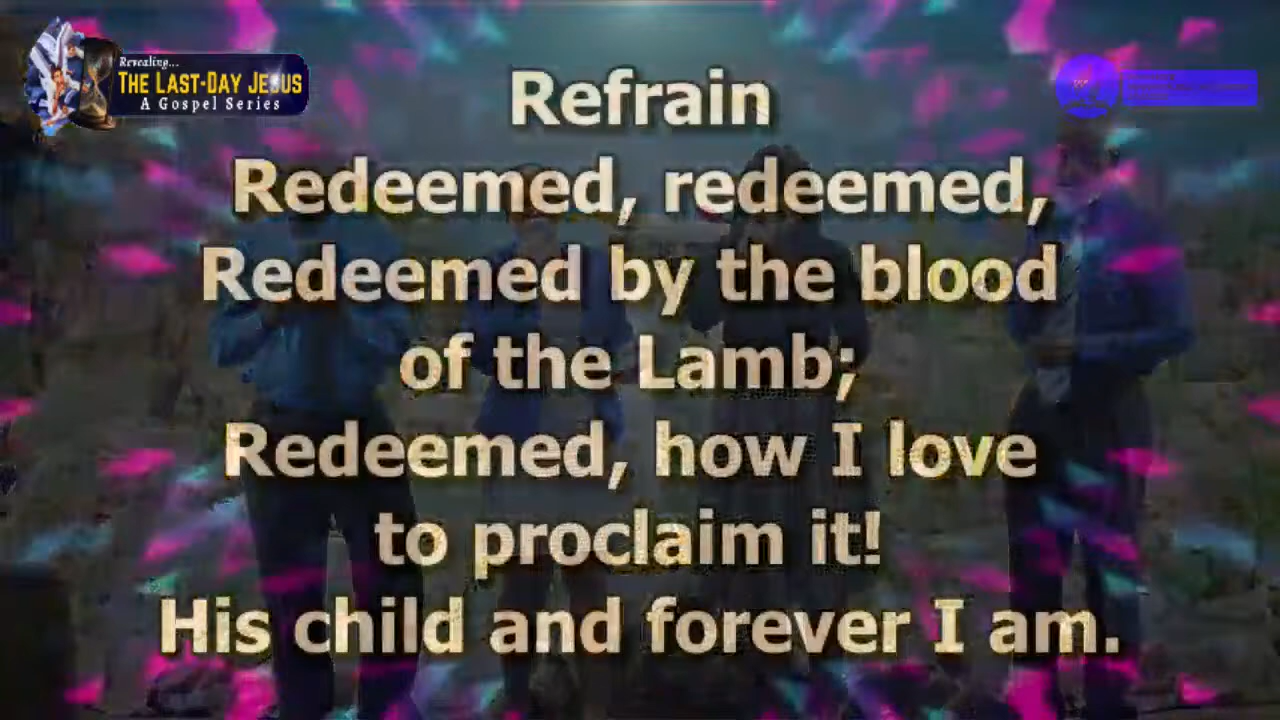 Revealing...
THE LAST-DAY JESUS
A Gospel Series
Refrain
Redeemed, redeemed,
Redeemed by the blood
of the Lamb;
Redeemed, how I love
to proclaim it!
His child and forever I am.